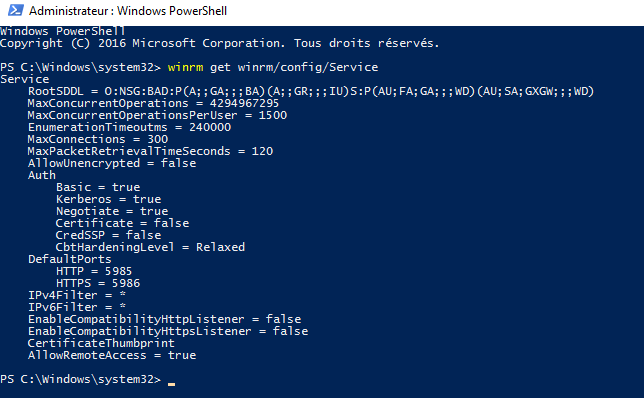 Administrateur : Windows PowerShell
Windows PowerShell
Copyright (C) 2016 Microsoft Corporation. Tous droits réservés.
PS C:\Windows\system32> winrm get winrm/config/Service
Service
    RootSDDL = O:NSG:BAD:P(A;;GA;;;BA)(A;;GR;;;IU)S:P(AU;FA;GA;;;WD)(AU;SA;GXGW;;;WD)
    MaxConcurrentOperations = 4294967295
    MaxConcurrentOperationsPerUser = 1500
    EnumerationTimeoutms = 240000
    MaxConnections = 300
    MaxPacketRetrievalTimeSeconds = 120
    AllowUnencrypted = false
    Auth
        Basic = true
        Kerberos = true
        Negotiate = true
        Certificate = false
        CredSSP = false
        CbtHardeningLevel = Relaxed
    DefaultPorts
        HTTP = 5985
        HTTPS = 5986
    IPv4Filter = *
    IPv6Filter = *
    EnableCompatibilityHttpListener = false
    EnableCompatibilityHttpsListener = false
    CertificateThumbprint
    AllowRemoteAccess = true
PS C:\Windows\system32> _